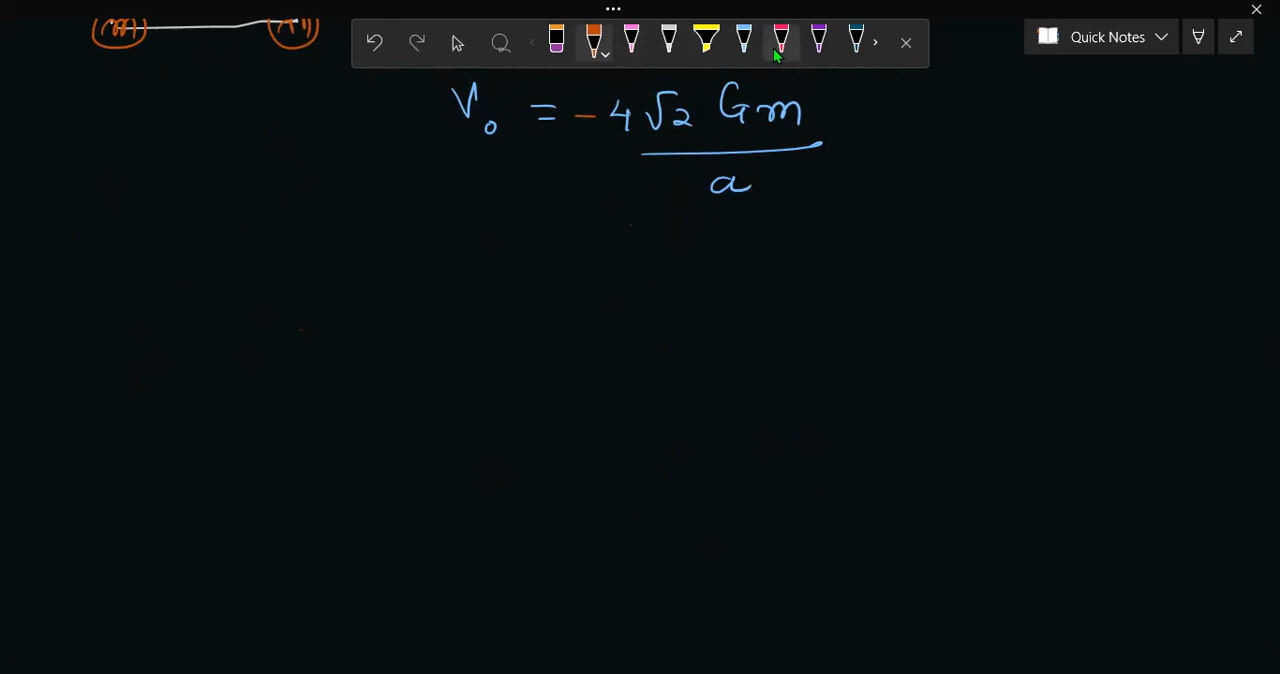 m m
Quick Notes
V₀ = - 4 √2 Gm
a